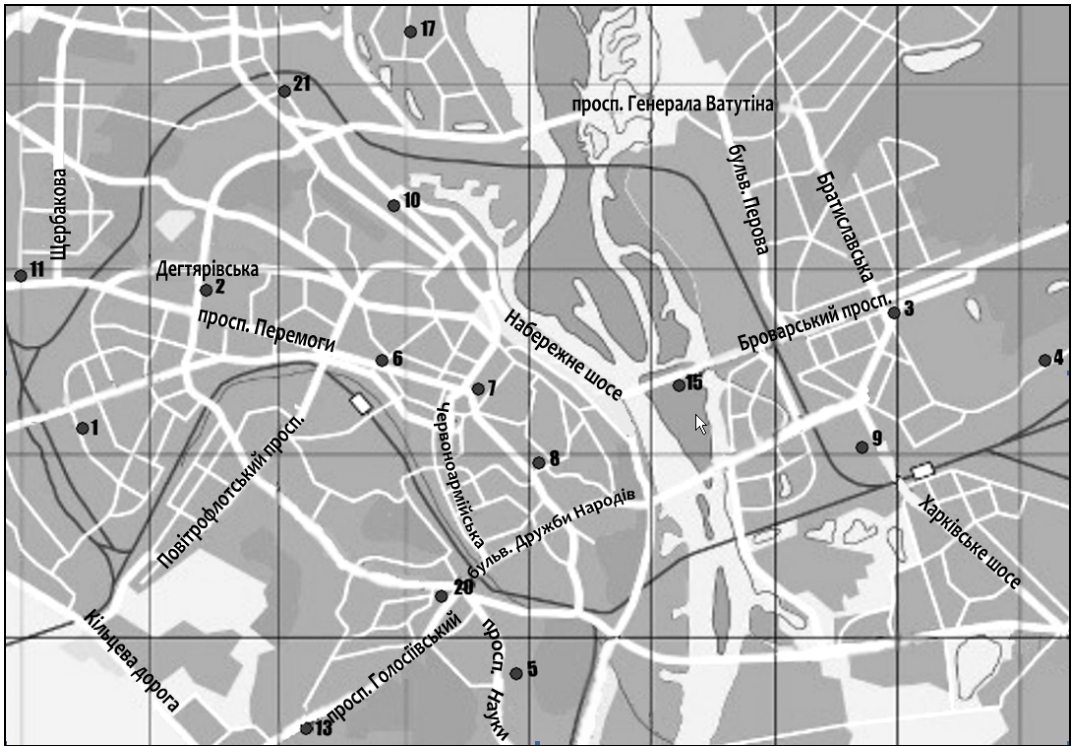 17
21
просп. Генерала Ватутіна
бульв. Перова
Братиславська
Щербакова
10
11
Дегтярівська
2
просп. Перемоги
Набережне шосе
Броварський просп.
3
6
4
7
15
1
Червоноармійська
Повітрофлотський просп.
8
9
бульв. Дружби Народів
Харківське шосе
20
Кільцева дорога
просп. Голосіївський
просп. Науки
5
13